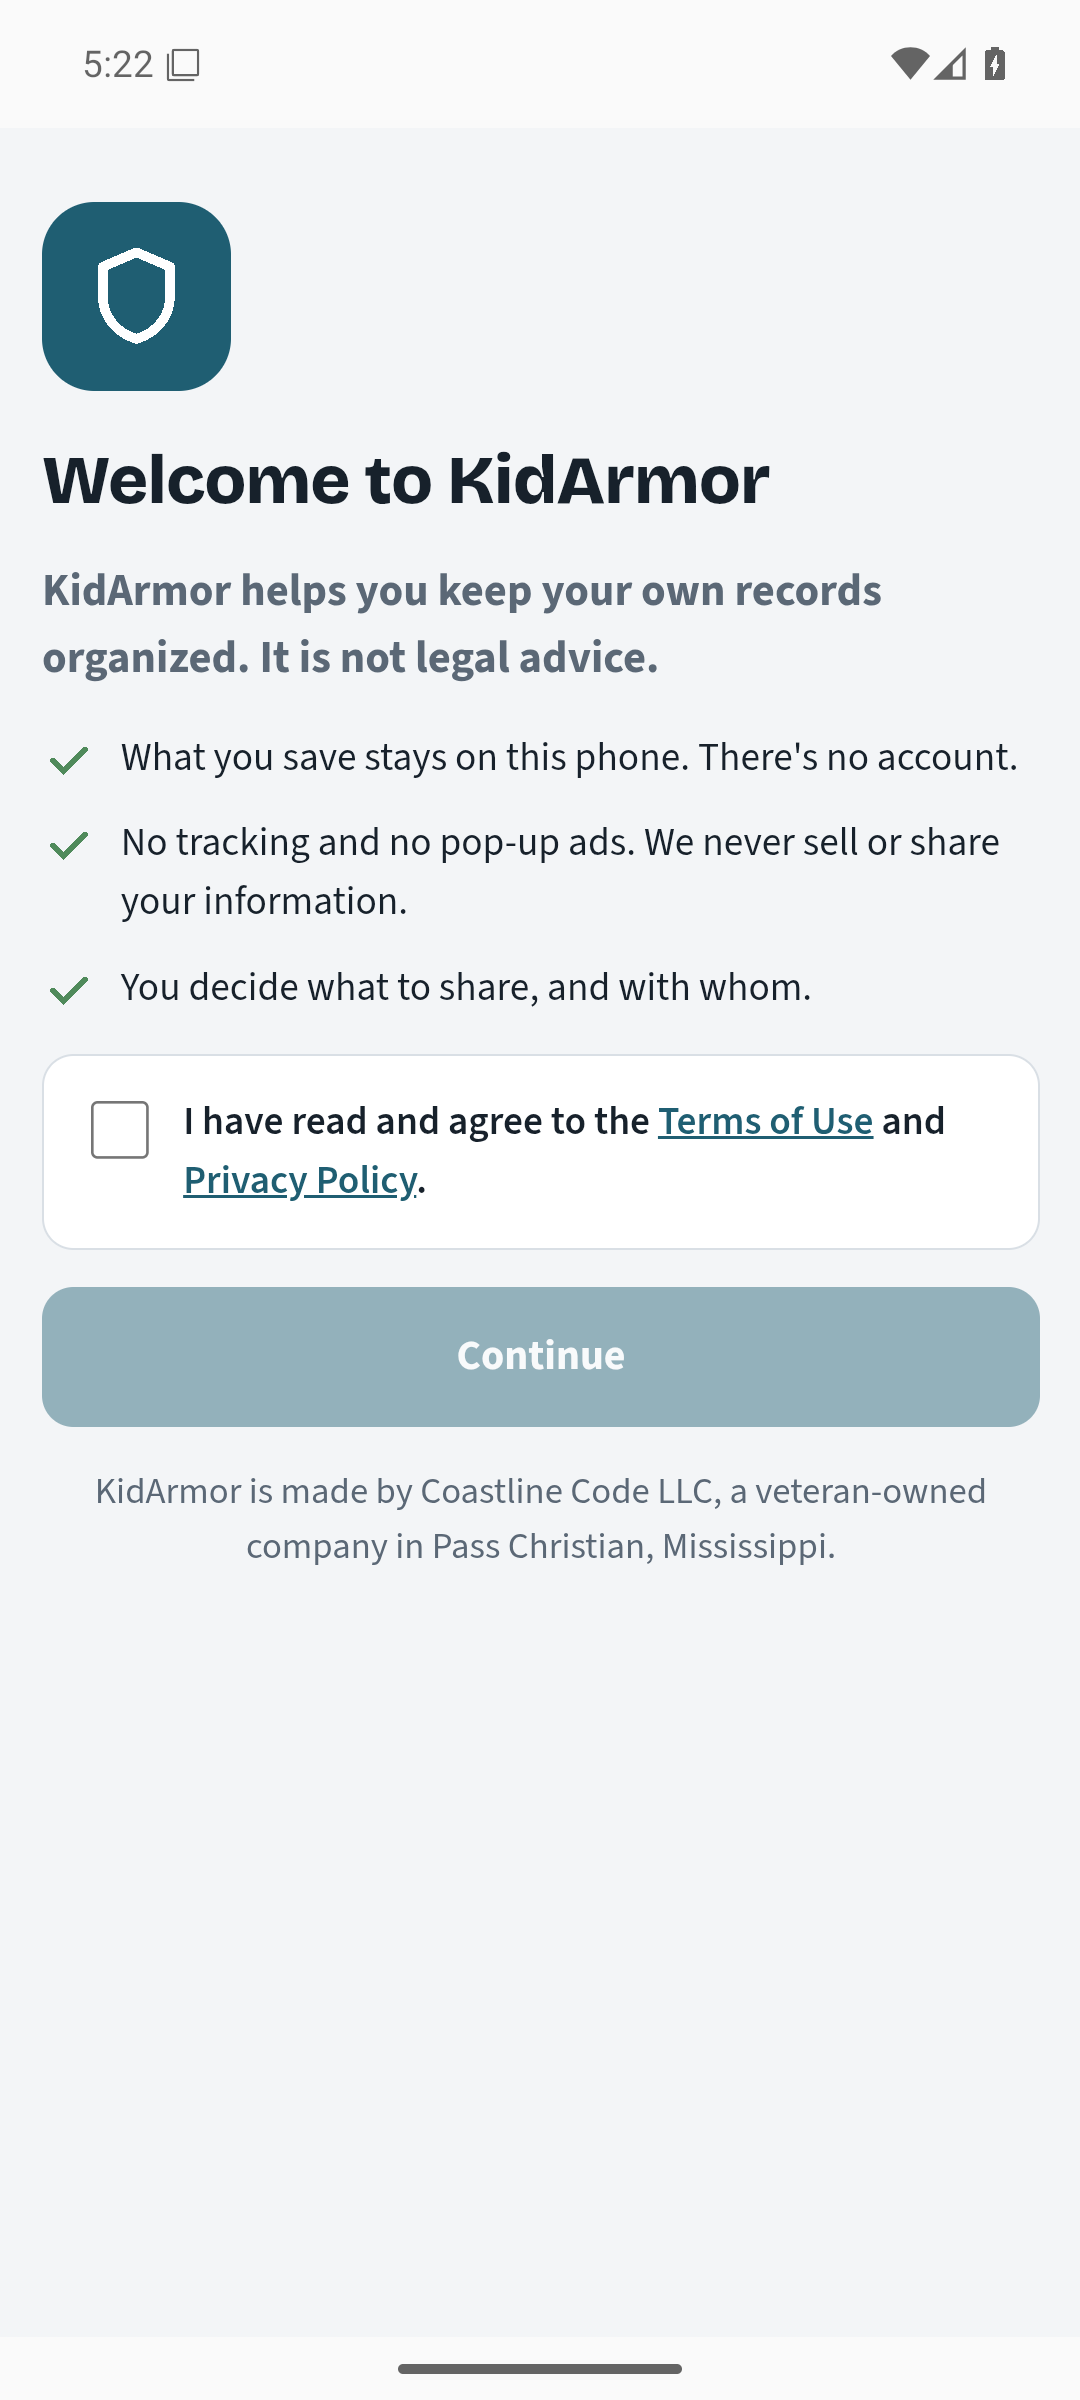 5:22
Welcome to KidArmor
KidArmor helps you keep your own records
organized. It is not legal advice.
What you save stays on this phone. There's no account.
No tracking and no pop-up ads. We never sell or share
your information.
You decide what to share, and with whom.
I have read and agree to the Terms of Use and
Privacy Policy.
Continue
KidArmor is made by Coastline Code LLC, a veteran-owned
company in Pass Christian, Mississippi.